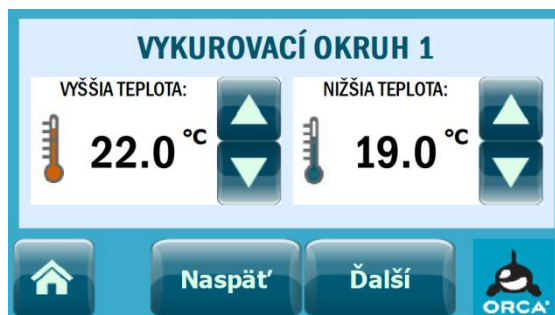 VYKUROVACÍ OKRUH 1
VYŠŠIA TEPLOTA:
22.0 °C
NIŽŠIA TEPLOTA:
19.0 °C
Naspäť
Ďalší
ORCA